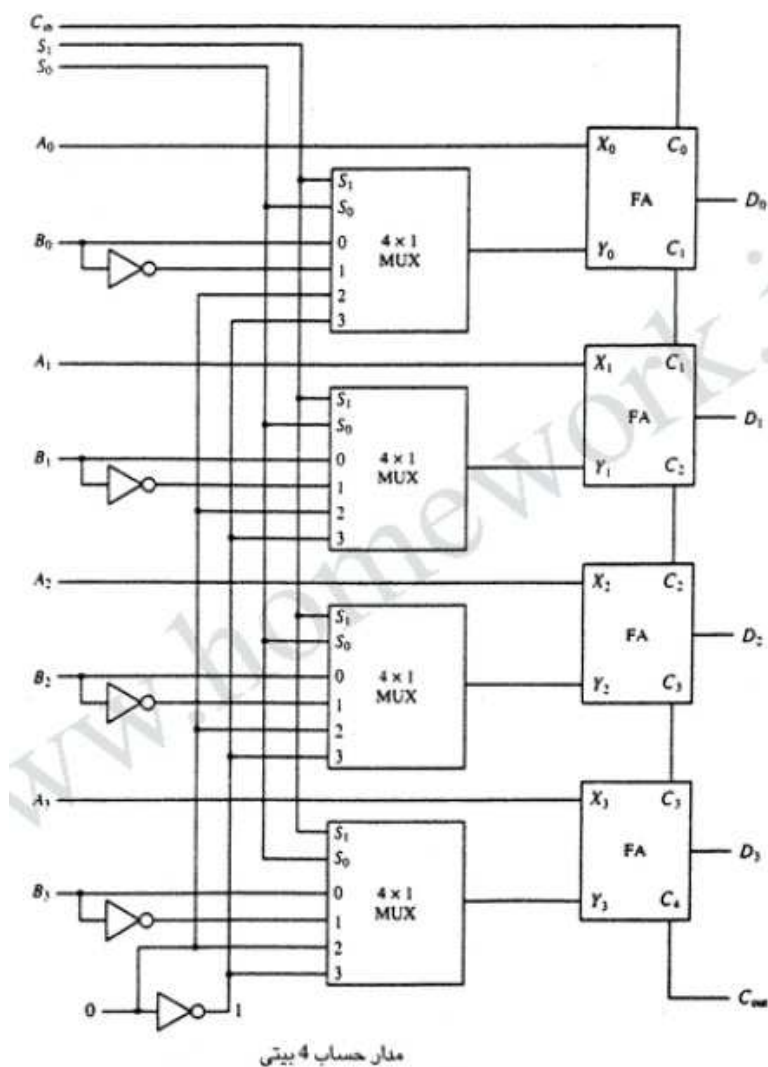 C_in
S_1
S_0
A_0
X_0 C_0
S_1
S_0
FA
D_0
B_0
0
4 × 1
MUX
1
Y_0 C_1
2
3
A_1
X_1 C_1
S_1
S_0
FA
D_1
B_1
0
4 × 1
MUX
1
Y_1 C_2
2
3
A_2
X_2 C_2
S_1
S_0
FA
D_2
B_2
0
4 × 1
MUX
1
Y_2 C_3
2
3
A_3
X_3 C_3
S_1
S_0
FA
D_3
B_3
0
4 × 1
MUX
1
Y_3 C_4
2
3
0
1
C_out
مدار حساب 4 بیتی